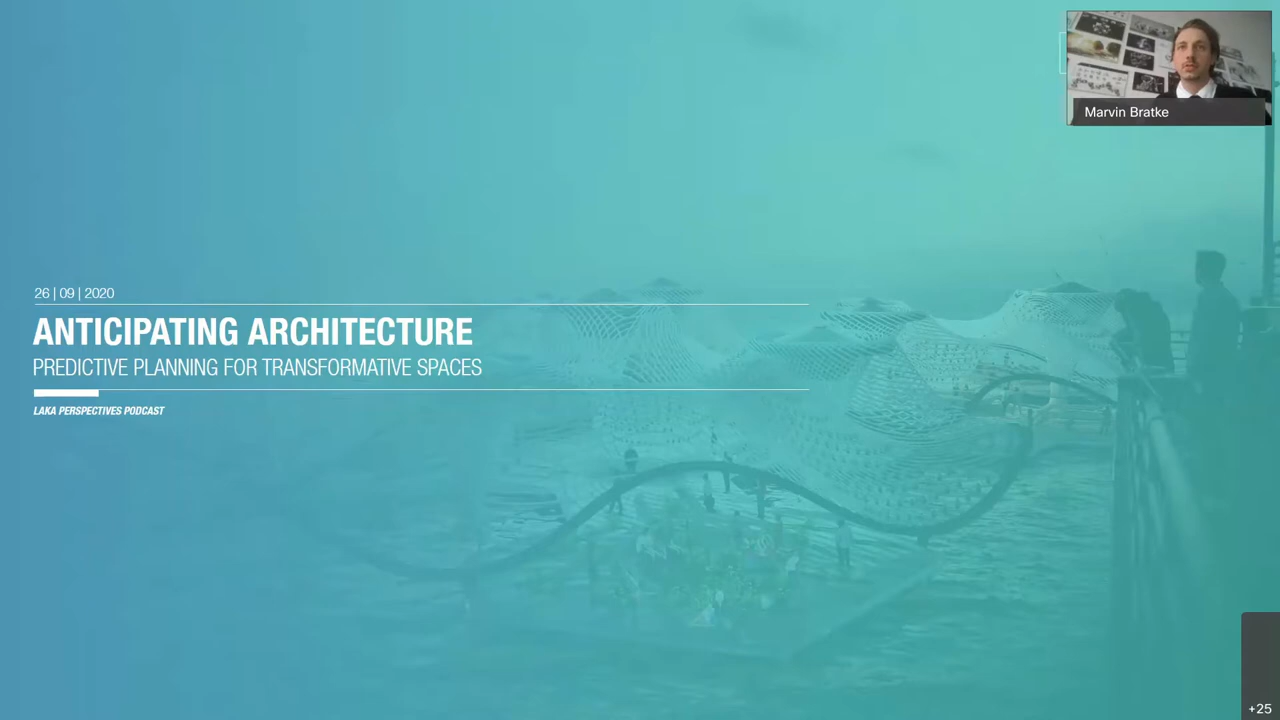 Marvin Bratke
26 | 09 | 2020
ANTICIPATING ARCHITECTURE
PREDICTIVE PLANNING FOR TRANSFORMATIVE SPACES
LAKA PERSPECTIVES PODCAST
+25